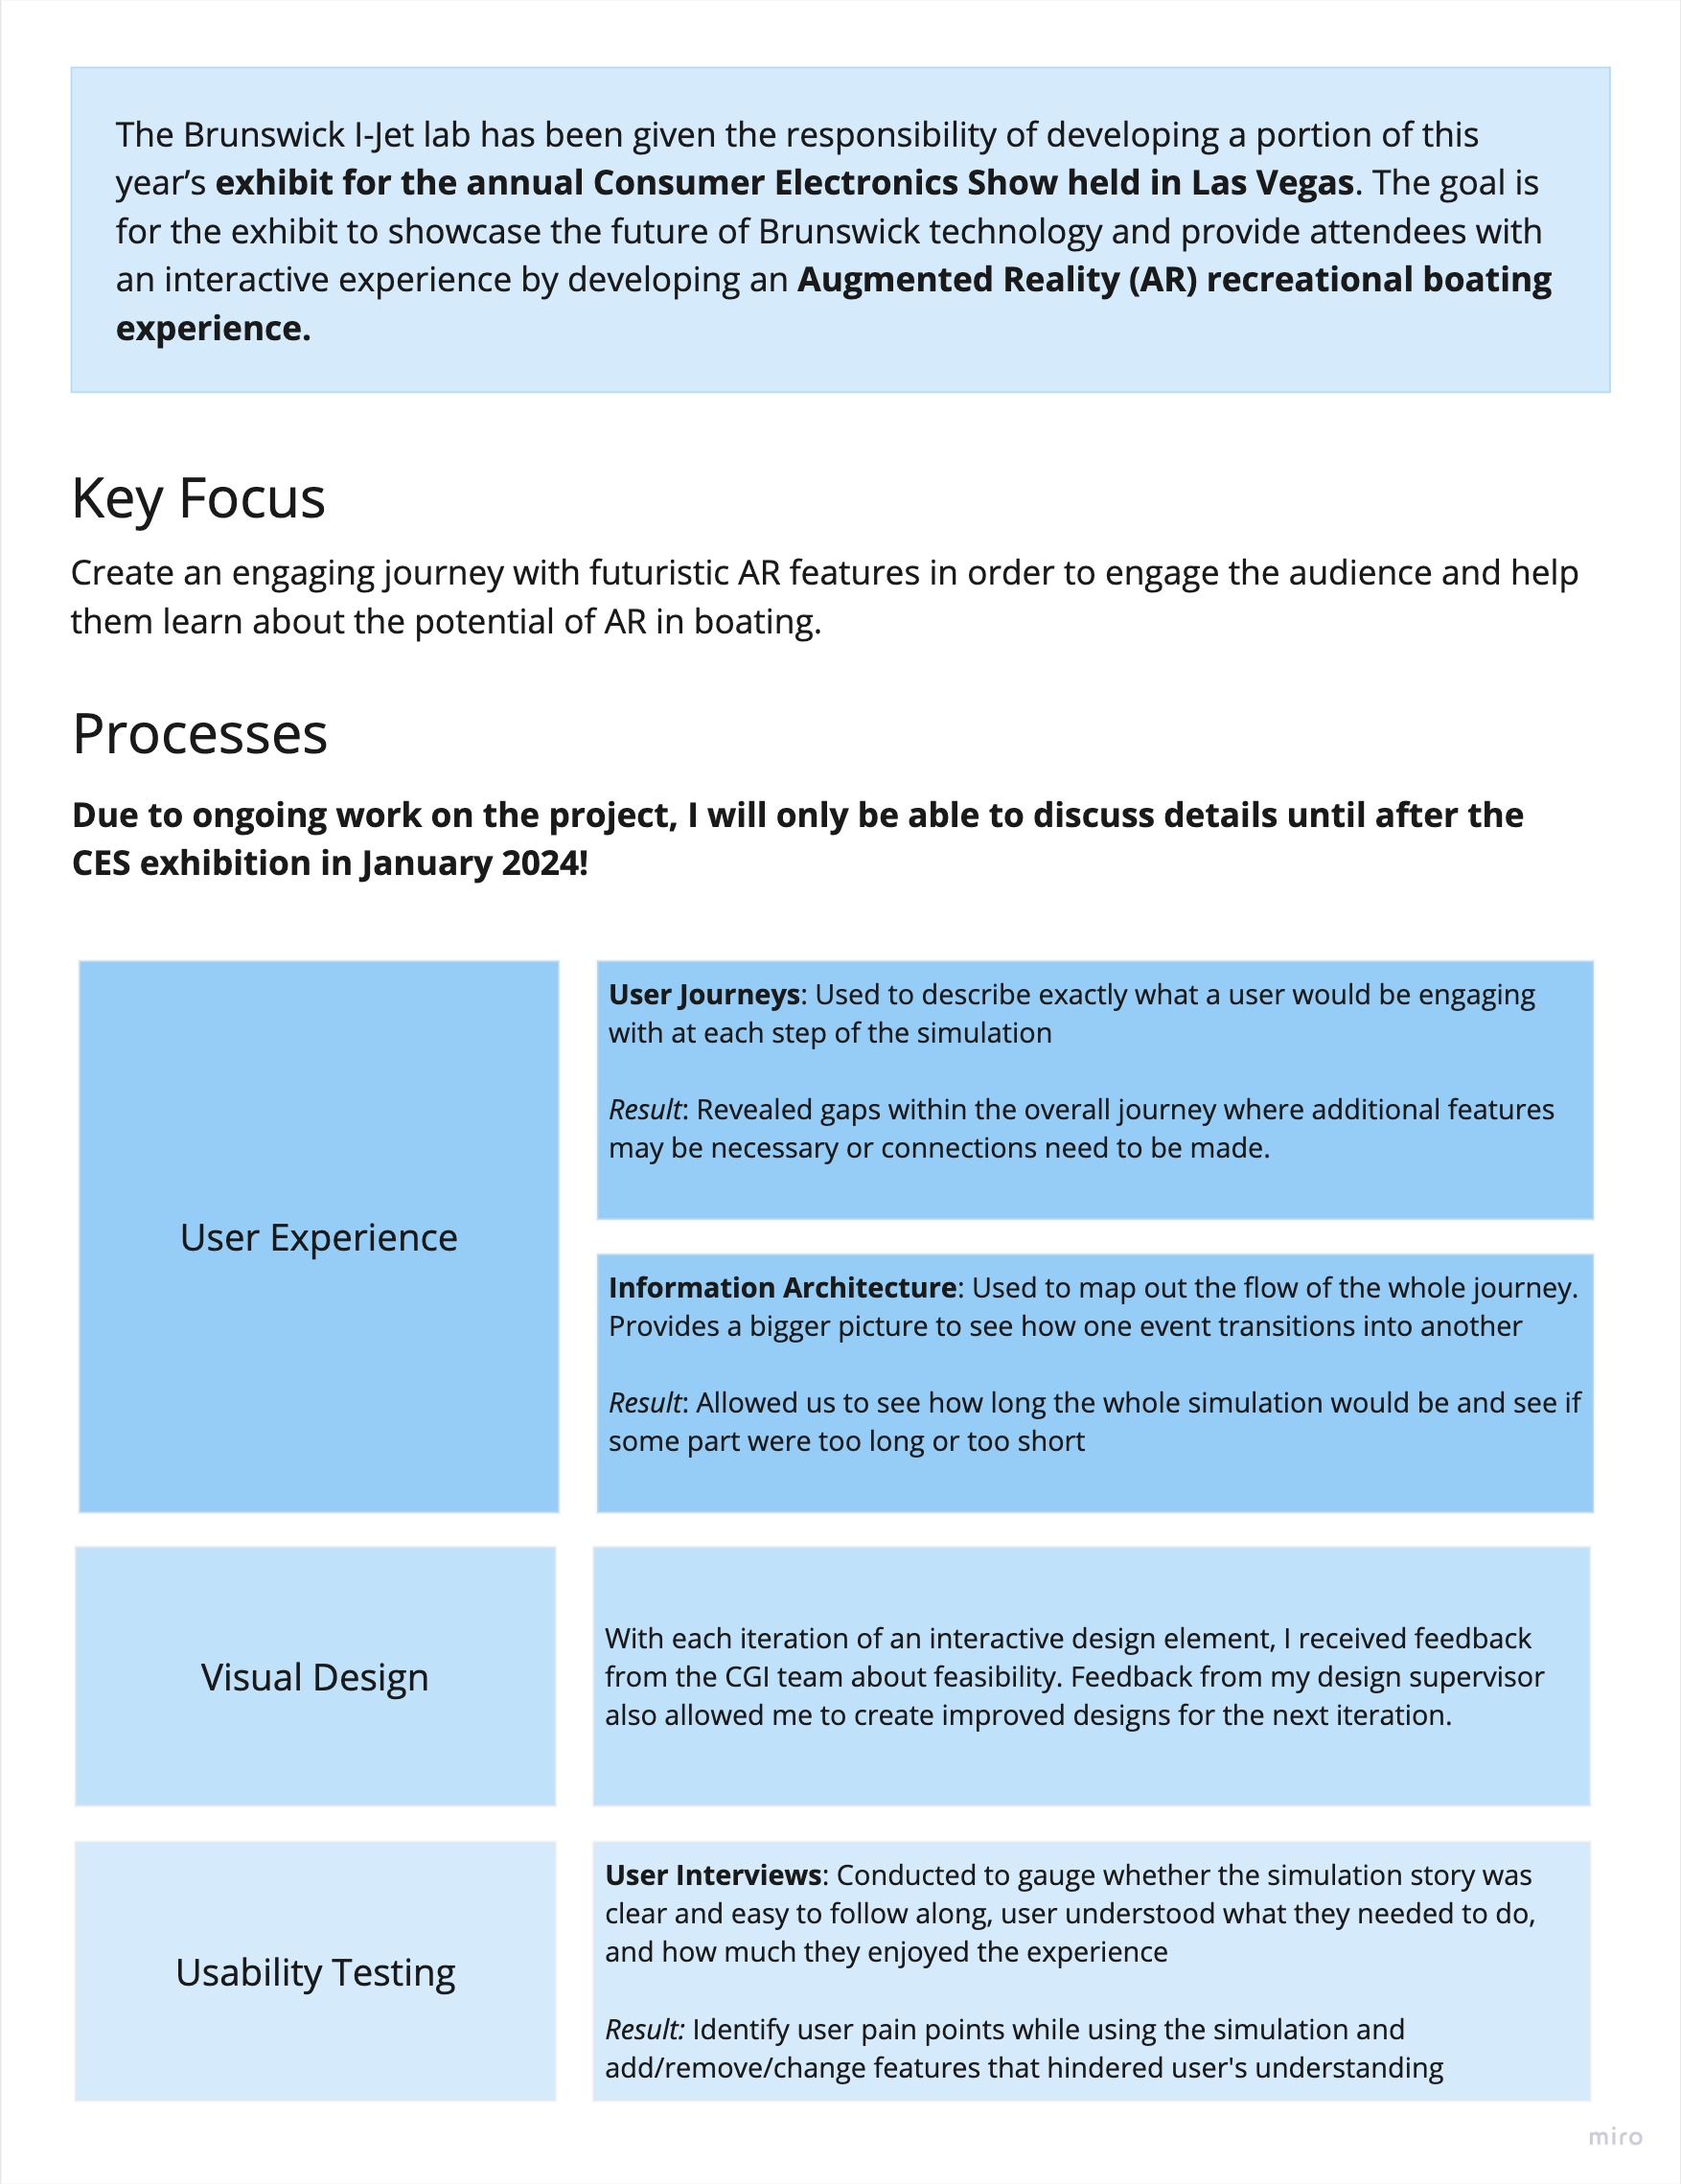 The Brunswick I-Jet lab has been given the responsibility of developing a portion of this
year’s exhibit for the annual Consumer Electronics Show held in Las Vegas. The goal is
for the exhibit to showcase the future of Brunswick technology and provide attendees with
an interactive experience by developing an Augmented Reality (AR) recreational boating
experience.
Key Focus
Create an engaging journey with futuristic AR features in order to engage the audience and help
them learn about the potential of AR in boating.
Processes
Due to ongoing work on the project, I will only be able to discuss details until after the
CES exhibition in January 2024!
User Experience
User Journeys: Used to describe exactly what a user would be engaging
with at each step of the simulation
Result: Revealed gaps within the overall journey where additional features
may be necessary or connections need to be made.
Information Architecture: Used to map out the flow of the whole journey.
Provides a bigger picture to see how one event transitions into another
Result: Allowed us to see how long the whole simulation would be and see if
some part were too long or too short
Visual Design
With each iteration of an interactive design element, I received feedback
from the CGI team about feasibility. Feedback from my design supervisor
also allowed me to create improved designs for the next iteration.
Usability Testing
User Interviews: Conducted to gauge whether the simulation story was
clear and easy to follow along, user understood what they needed to do,
and how much they enjoyed the experience
Result: Identify user pain points while using the simulation and
add/remove/change features that hindered user's understanding
miro